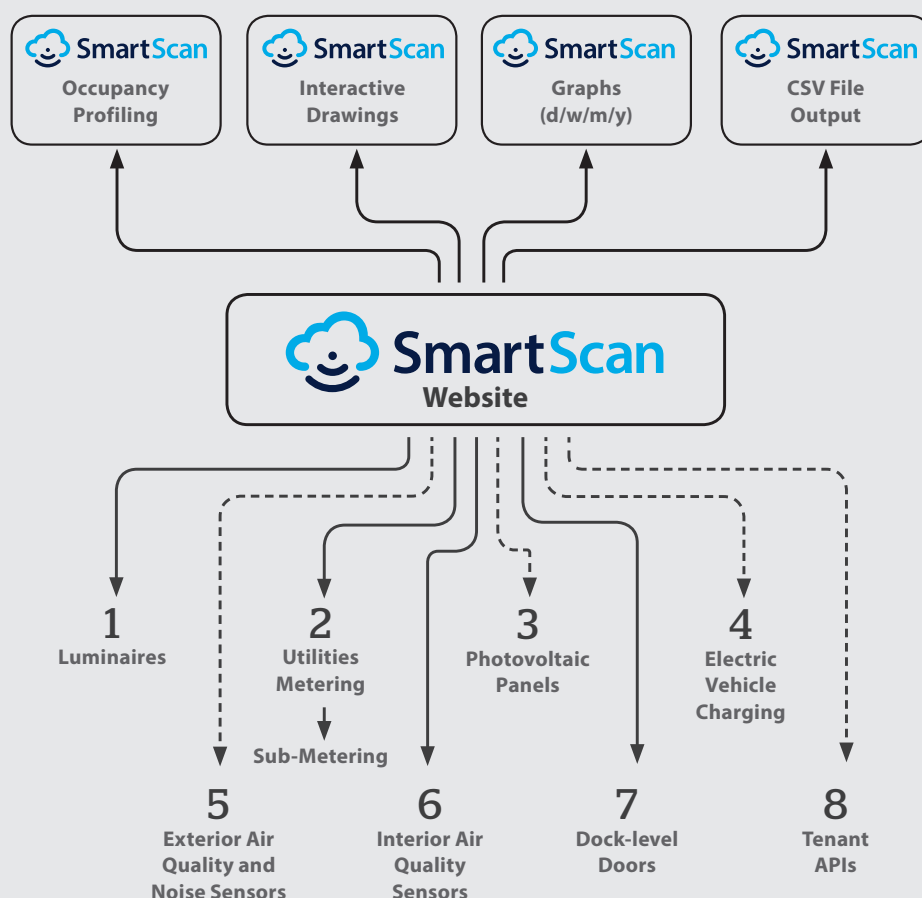 SmartScan
Occupancy
Profiling
SmartScan
Interactive
Drawings
SmartScan
Graphs
(d/w/m/y)
SmartScan
CSV File
Output
SmartScan
Website
1
Luminaires
2
Utilities
Metering
Sub-Metering
3
Photovoltaic
Panels
4
Electric
Vehicle
Charging
5
Exterior Air
Quality and
Noise Sensors
6
Interior Air
Quality
Sensors
7
Dock-level
Doors
8
Tenant
APIs